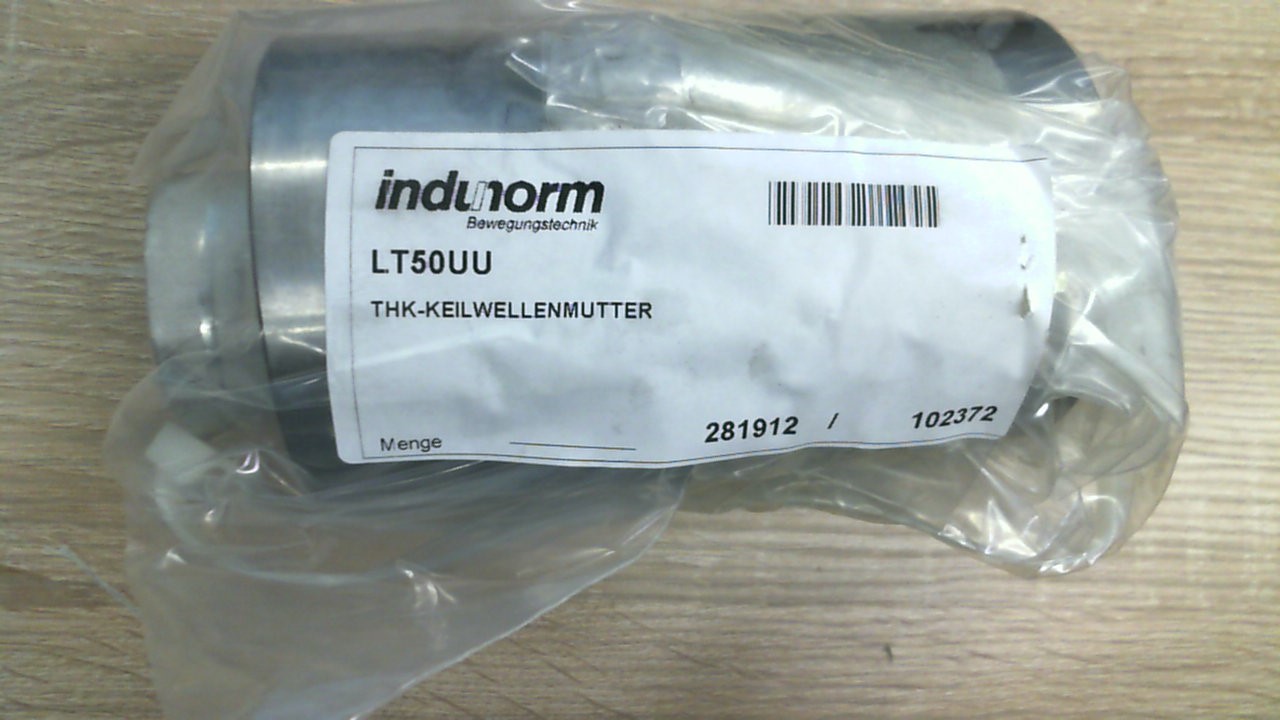 indunorm
Bewegungstechnik
LT50UU
THK-KEILWELLENMUTTER
Menge
281912 / 102372